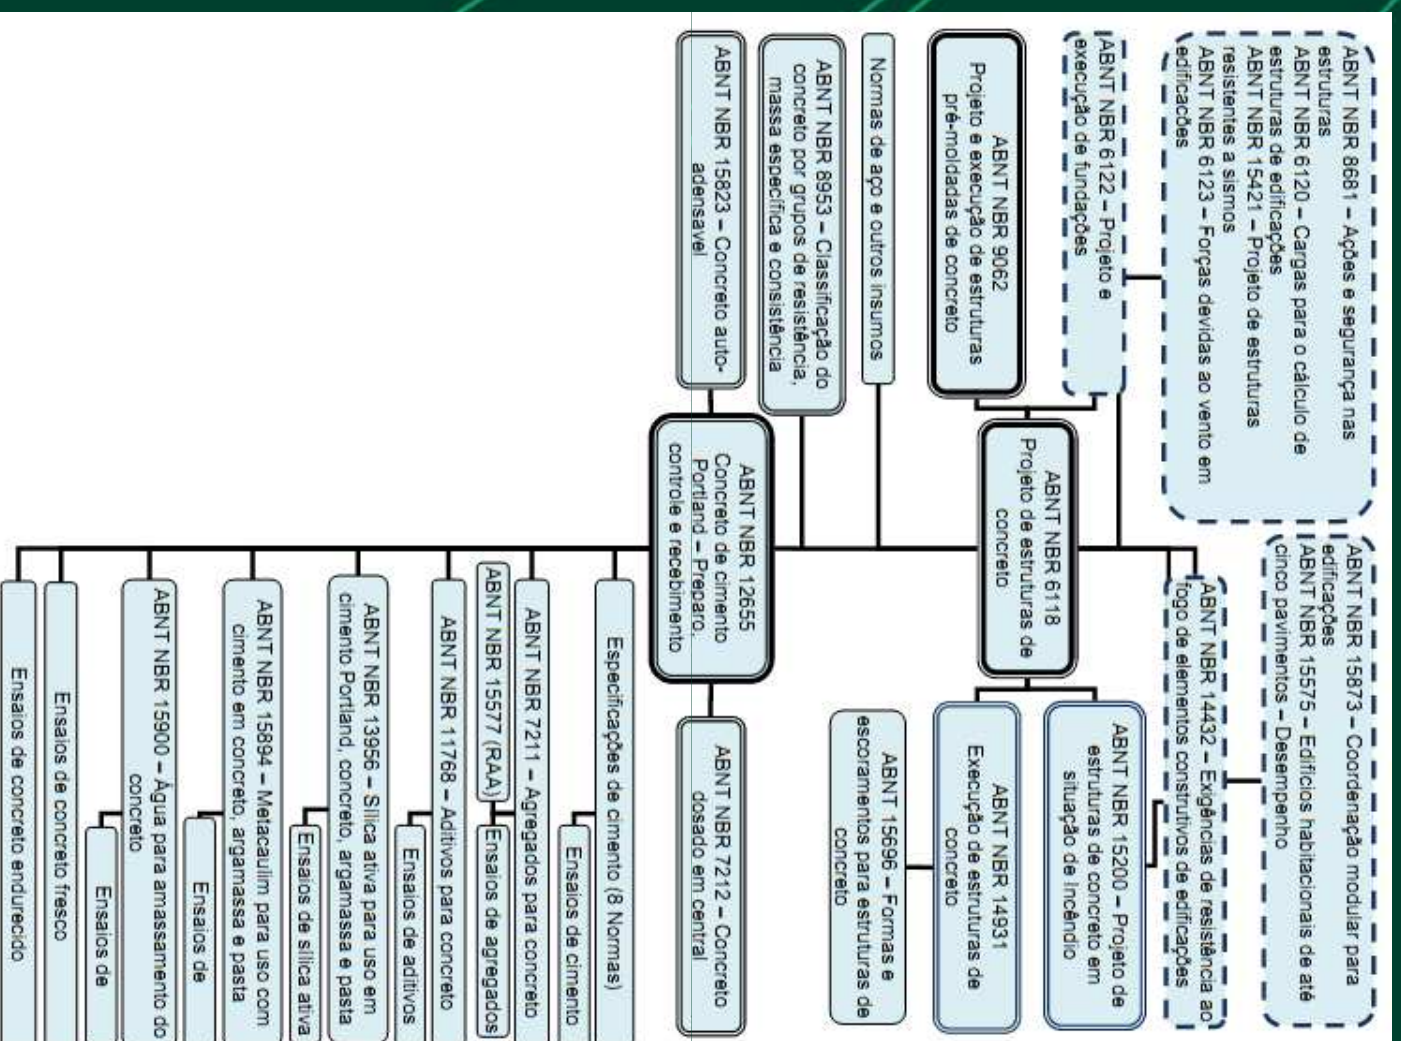 ABNT NBR 8681 – Ações e segurança nas
estruturas
ABNT NBR 6120 – Cargas para o cálculo de
estruturas de edificações
ABNT NBR 15421 – Projeto de estruturas
resistentes a sismos
ABNT NBR 6123 – Forças devidas ao vento em
edificações
ABNT NBR 15873 – Coordenação modular para
edificações
ABNT NBR 15575 – Edifícios habitacionais de até
cinco pavimentos – Desempenho
ABNT NBR 6122 – Projeto e
execução de fundações
ABNT NBR 14432 – Exigências de resistência ao
fogo de elementos construtivos de edificações
ABNT NBR 9062
Projeto e execução de estruturas
pré-moldadas de concreto
ABNT NBR 6118
Projeto de estruturas de
concreto
ABNT NBR 15200 – Projeto de
estruturas de concreto em
situação de incêndio
ABNT NBR 14931
Execução de estruturas de
concreto
Normas de aço e outros insumos
ABNT 15696 – Formas e
escoramentos para estruturas de
concreto
ABNT NBR 8953 – Classificação do
concreto por grupos de resistência,
massa específica e consistência
ABNT NBR 15823 – Concreto auto-
adensavel
ABNT NBR 12655
Concreto de cimento
Portland – Preparo,
controle e recebimento
ABNT NBR 7212 – Concreto
dosado em central
Especificações de cimento (8 Normas)
Ensaios de cimento
ABNT NBR 7211 – Agregados para concreto
ABNT NBR 15577 (RAA)
Ensaios de agregados
ABNT NBR 11768 – Aditivos para concreto
Ensaios de aditivos
ABNT NBR 13956 – Sílica ativa para uso em
cimento Portland, concreto, argamassa e pasta
Ensaios de sílica ativa
ABNT NBR 15894 – Metacaulim para uso com
cimento em concreto, argamassa e pasta
Ensaios de
ABNT NBR 15900 – Água para amassamento do
concreto
Ensaios de
Ensaios de concreto fresco
Ensaios de concreto endurecido